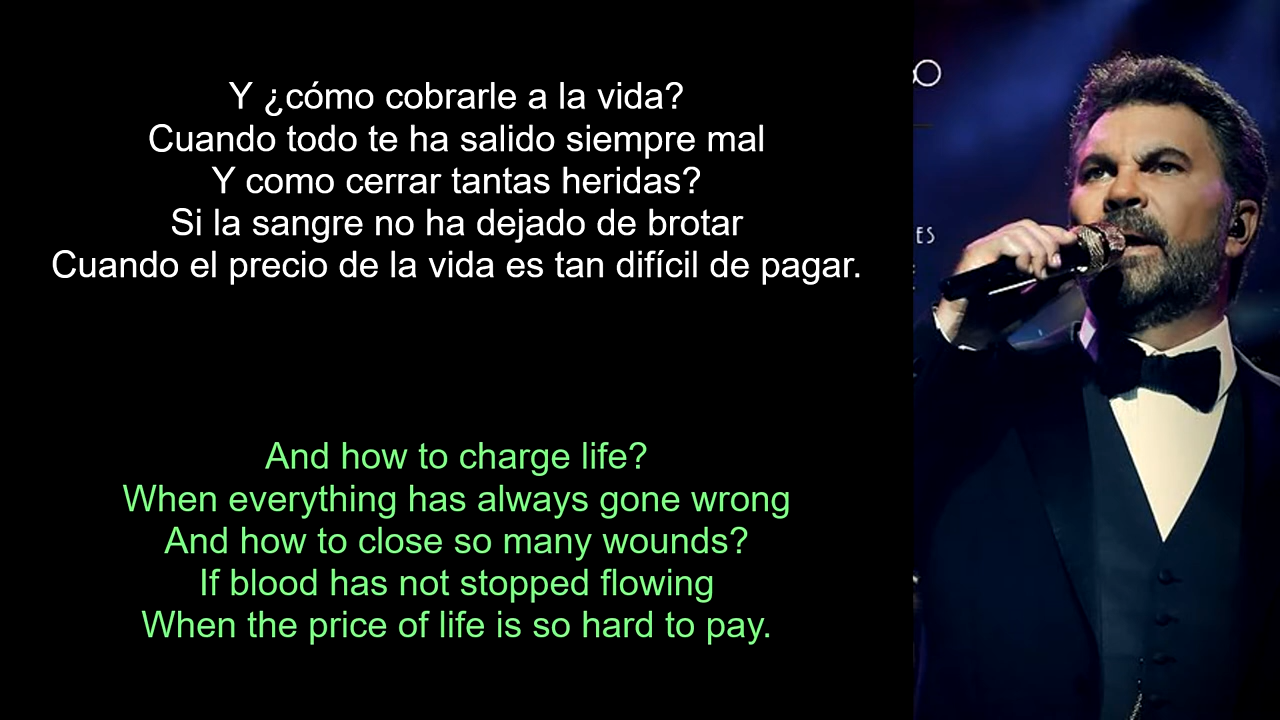 Y ¿cómo cobrarle a la vida?
Cuando todo te ha salido siempre mal
Y como cerrar tantas heridas?
Si la sangre no ha dejado de brotar
Cuando el precio de la vida es tan difícil de pagar.
And how to charge life?
When everything has always gone wrong
And how to close so many wounds?
If blood has not stopped flowing
When the price of life is so hard to pay.